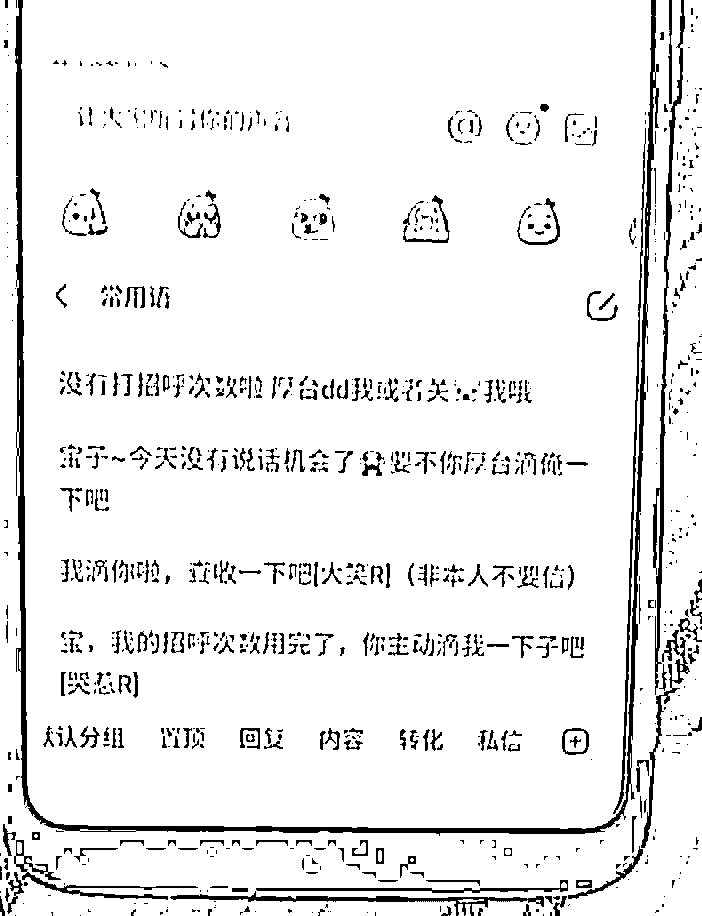 让大家听到你的声音
常用语
没有打招呼次数啦 厚台dd我或者关 我哦
宝子~今天没有说话机会了 要不你厚台滴俺一
下吧
我滴你啦，查收一下吧[大笑R]（非本人不要信）
宝，我的招呼次数用完了，你主动滴我一下子吧
[哭惹R]
默认分组 置顶 回复 内容 转化 私信